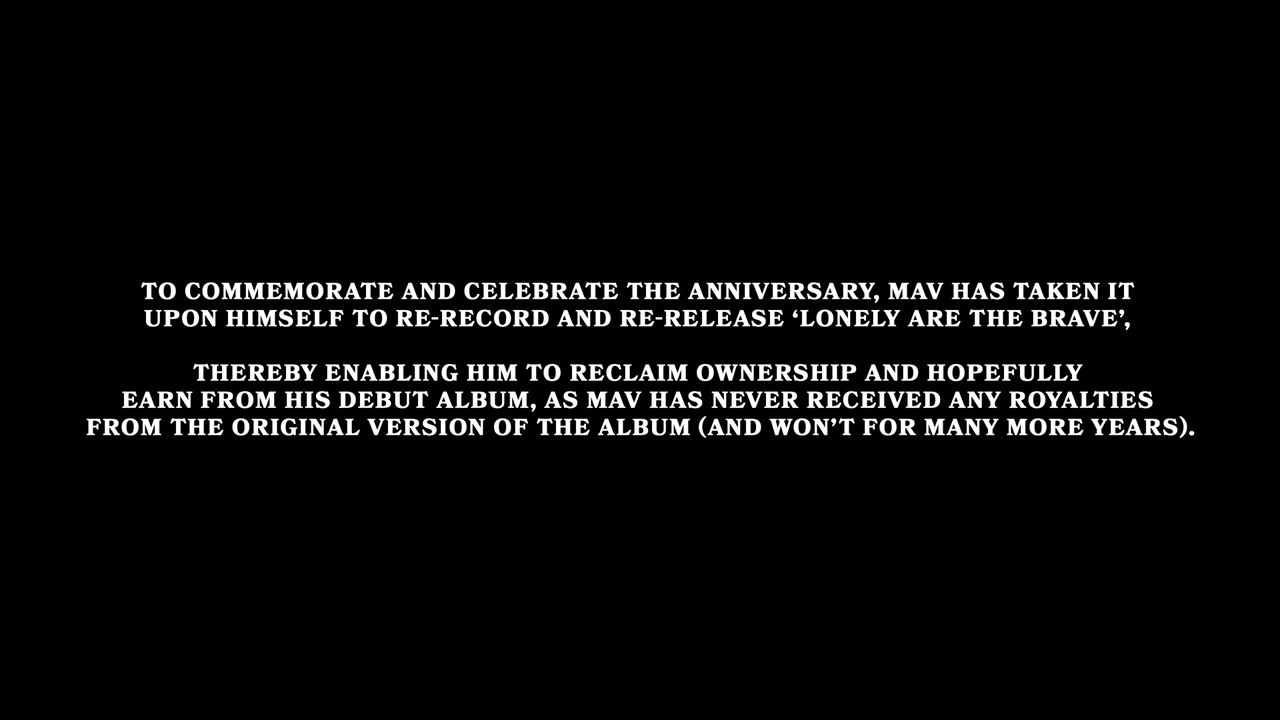 TO COMMEMORATE AND CELEBRATE THE ANNIVERSARY, MAV HAS TAKEN IT
UPON HIMSELF TO RE-RECORD AND RE-RELEASE ‘LONELY ARE THE BRAVE’,
THEREBY ENABLING HIM TO RECLAIM OWNERSHIP AND HOPEFULLY
EARN FROM HIS DEBUT ALBUM, AS MAV HAS NEVER RECEIVED ANY ROYALTIES
FROM THE ORIGINAL VERSION OF THE ALBUM (AND WON’T FOR MANY MORE YEARS).